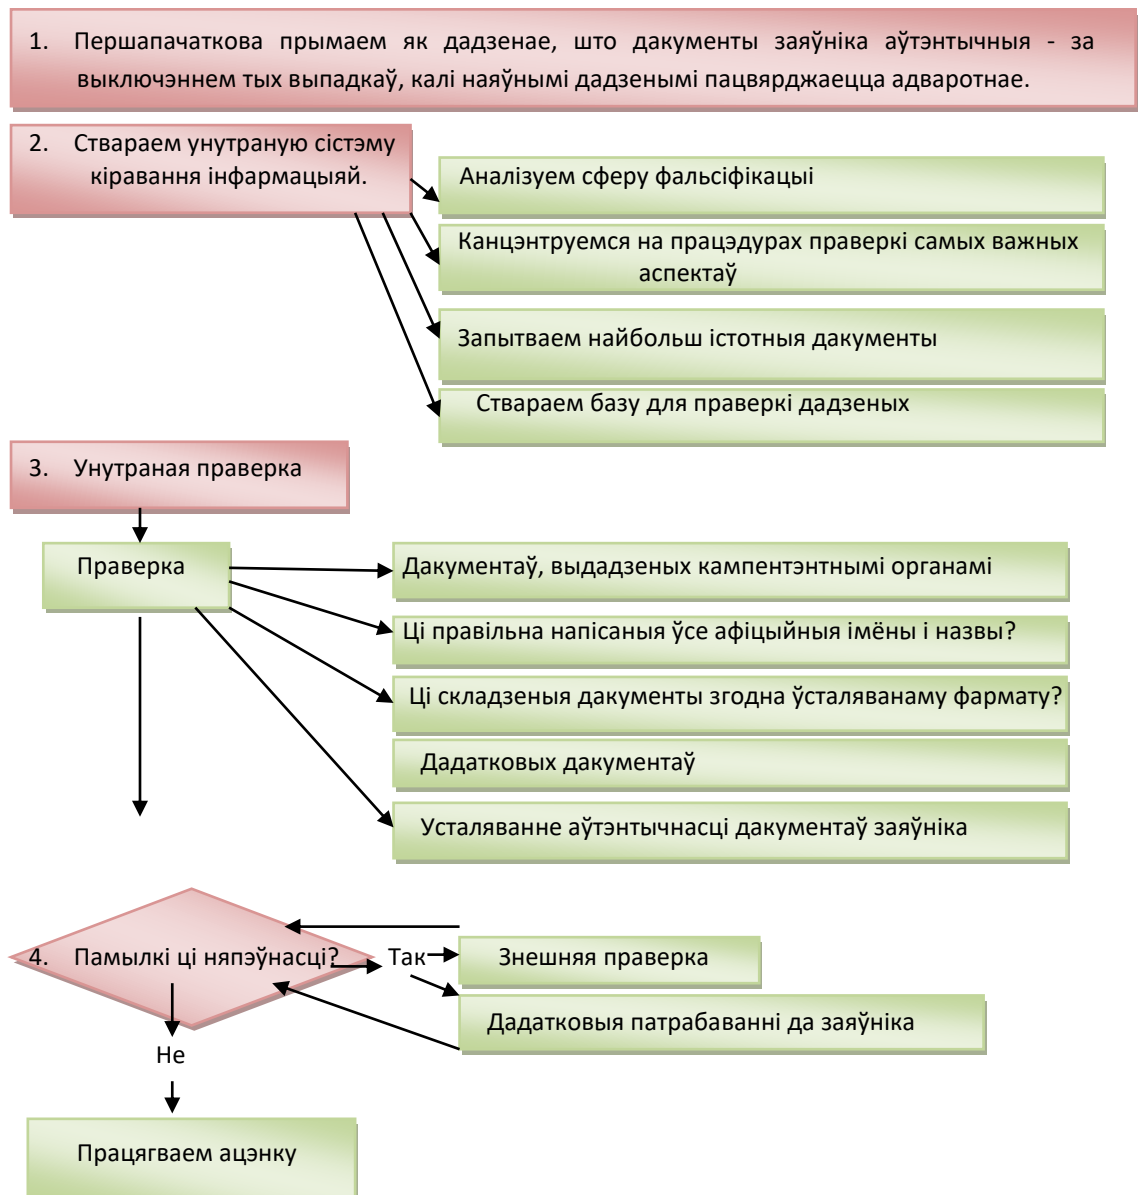 1. Першапачаткова прымаем як дадзенае, што дакументы заяўніка аўтэнтычныя - за
выключэннем тых выпадкаў, калі наяўнымі дадзенымі пацвярджаецца адваротнае.
2. Ствараем унутраную сістэму
кіравання інфармацыяй.
Аналізуем сферу фальсіфікацыі
Канцэнтруемся на працэдурах праверкі самых важных
аспектаў
Запытваем найбольш істотныя дакументы
Ствараем базу для праверкі дадзеных
3. Унутраная праверка
Праверка
Дакументаў, выдадзеных кампентэнтнымі органамі
Ці правільна напісаныя ўсе афіцыйныя імёны і назвы?
Ці складзеныя дакументы згодна ўсталяванаму фармату?
Дадатковых дакументаў
Усталяванне аўтэнтычнасці дакументаў заяўніка
4. Памылкі ці няпэўнасці?
Так
Знешняя праверка
Дадатковыя патрабаванні да заяўніка
Не
Працягваем ацэнку